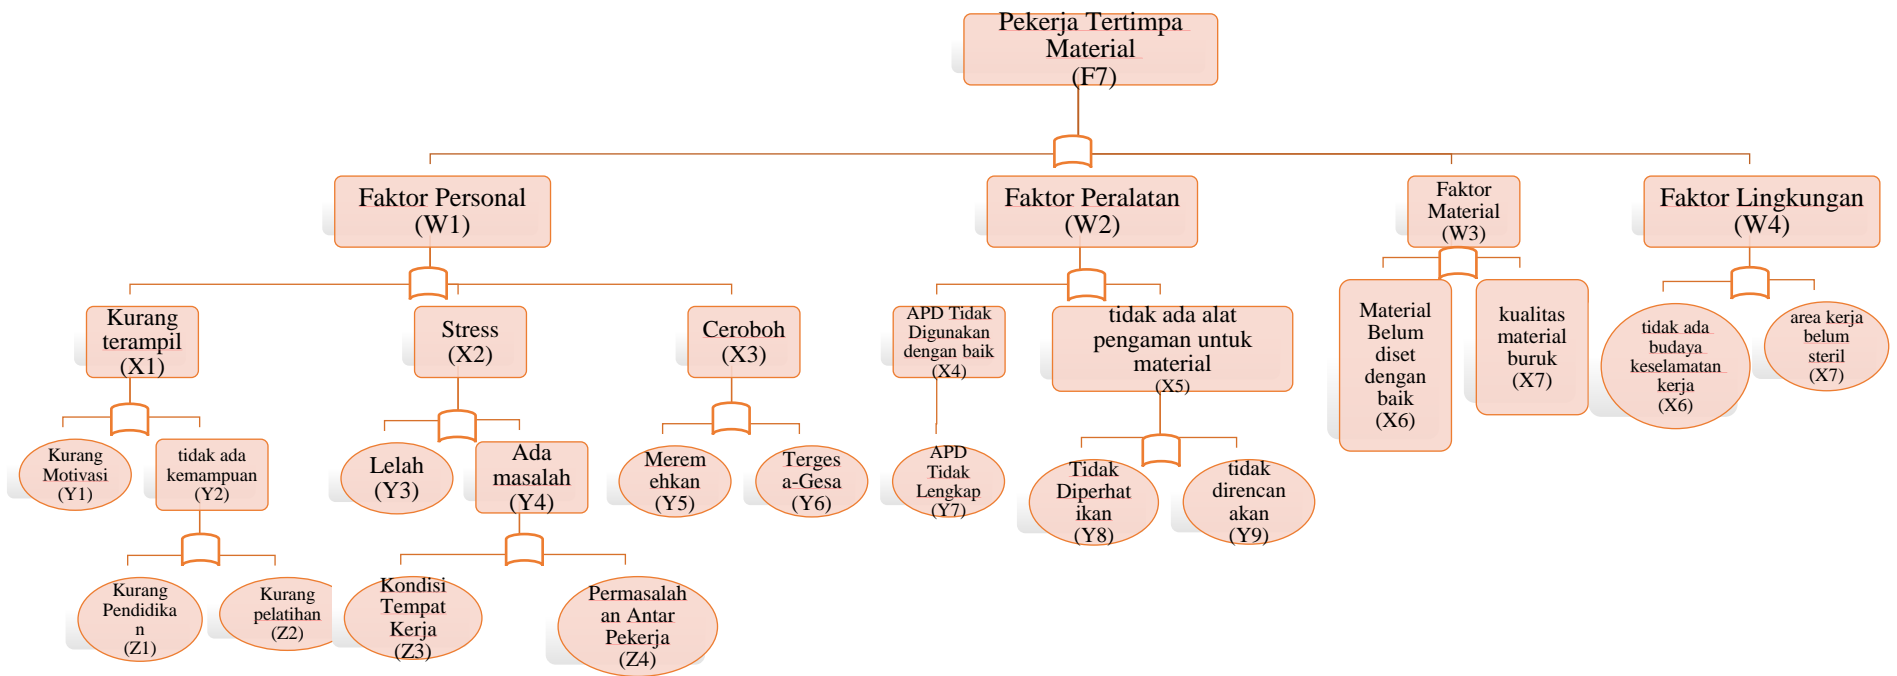 Pekerja Tertimpa
Material
(F7)
Faktor Personal
(W1)
Faktor Peralatan
(W2)
Faktor
Material
(W3)
Faktor Lingkungan
(W4)
Kurang
terampil
(X1)
Stress
(X2)
Ceroboh
(X3)
APD Tidak
Digunakan
dengan baik
(X4)
tidak ada alat
pengaman untuk
material
(X5)
Material
Belum
diset
dengan
baik
(X6)
kualitas
material
buruk
(X7)
tidak ada
budaya
keselamatan
kerja
(X6)
area kerja
belum
steril
(X7)
Kurang
Motivasi
(Y1)
tidak ada
kemampuan
(Y2)
Lelah
(Y3)
Ada
masalah
(Y4)
Merem
ehkan
(Y5)
Terges
a-Gesa
(Y6)
APD
Tidak
Lengkap
(Y7)
Tidak
Diperhat
ikan
(Y8)
tidak
direncan
akan
(Y9)
Kurang
Pendidika
n
(Z1)
Kurang
pelatihan
(Z2)
Kondisi
Tempat
Kerja
(Z3)
Permasalah
an Antar
Pekerja
(Z4)